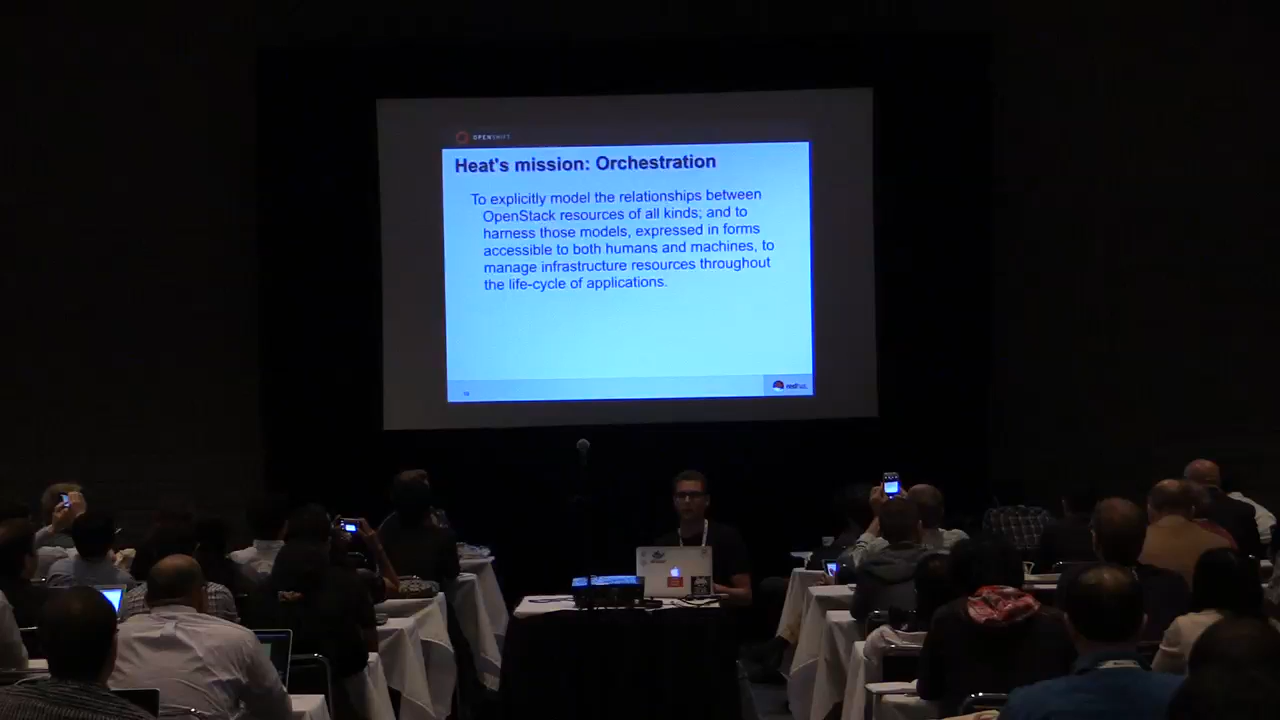 OPENSHIFT
Heat's mission: Orchestration
To explicitly model the relationships between
OpenStack resources of all kinds; and to
harness those models, expressed in forms
accessible to both humans and machines, to
manage infrastructure resources throughout
the life-cycle of applications.
redhat.